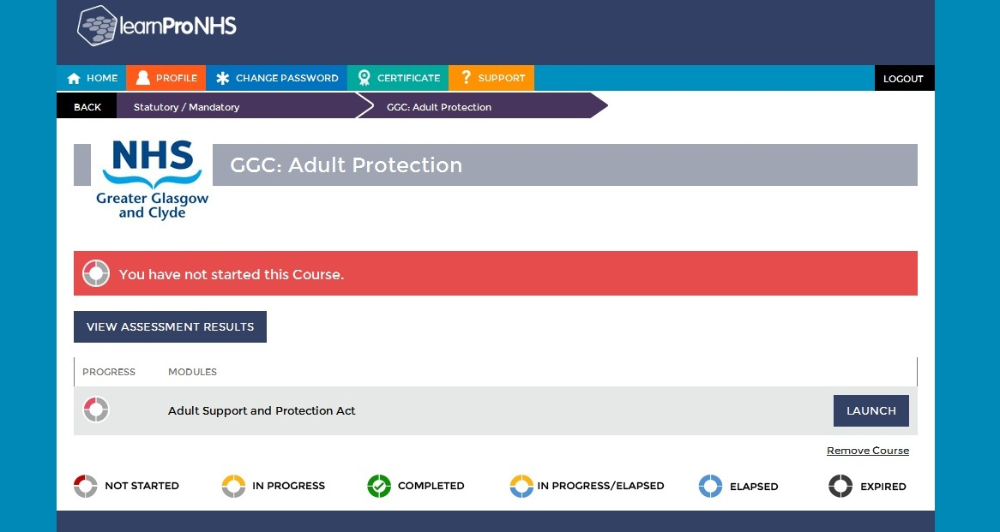 learnProNHS
HOME
PROFILE
CHANGE PASSWORD
CERTIFICATE
? SUPPORT
LOGOUT
BACK
Statutory / Mandatory
GGC: Adult Protection
NHS
Greater Glasgow
and Clyde
GGC: Adult Protection
You have not started this Course.
VIEW ASSESSMENT RESULTS
PROGRESS
MODULES
Adult Support and Protection Act
LAUNCH
Remove Course
NOT STARTED
IN PROGRESS
COMPLETED
IN PROGRESS/ELAPSED
ELAPSED
EXPIRED